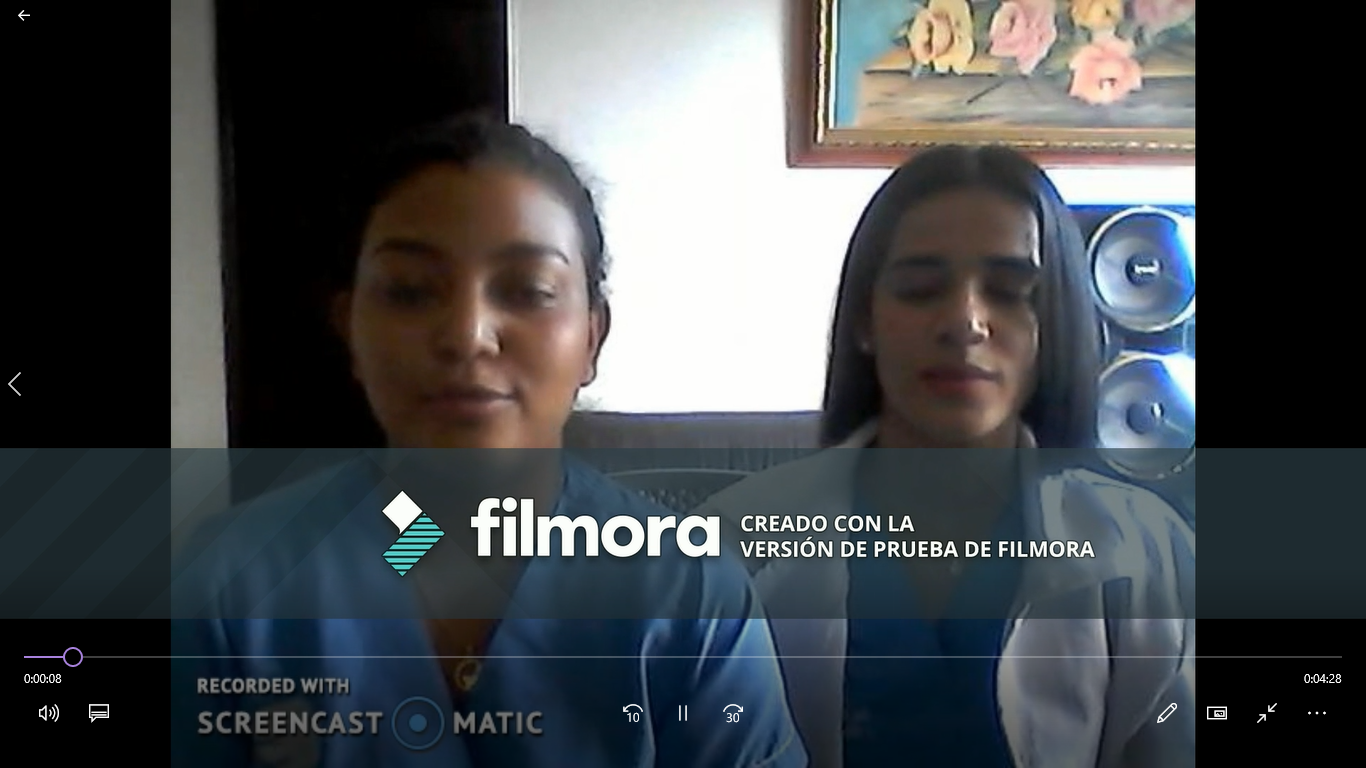 filmora
CREADO CON LA
VERSIÓN DE PRUEBA DE FILMORA
0:00:08
0:04:28
RECORDED WITH
SCREENCAST MATIC
10
30